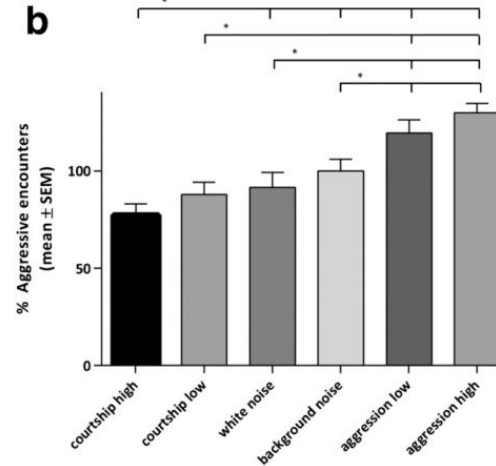 *
b
*
*
*
% Aggressive encounters
(mean ± SEM)
100
50
0
courtship high
courtship low
white noise
background noise
aggression low
aggression high